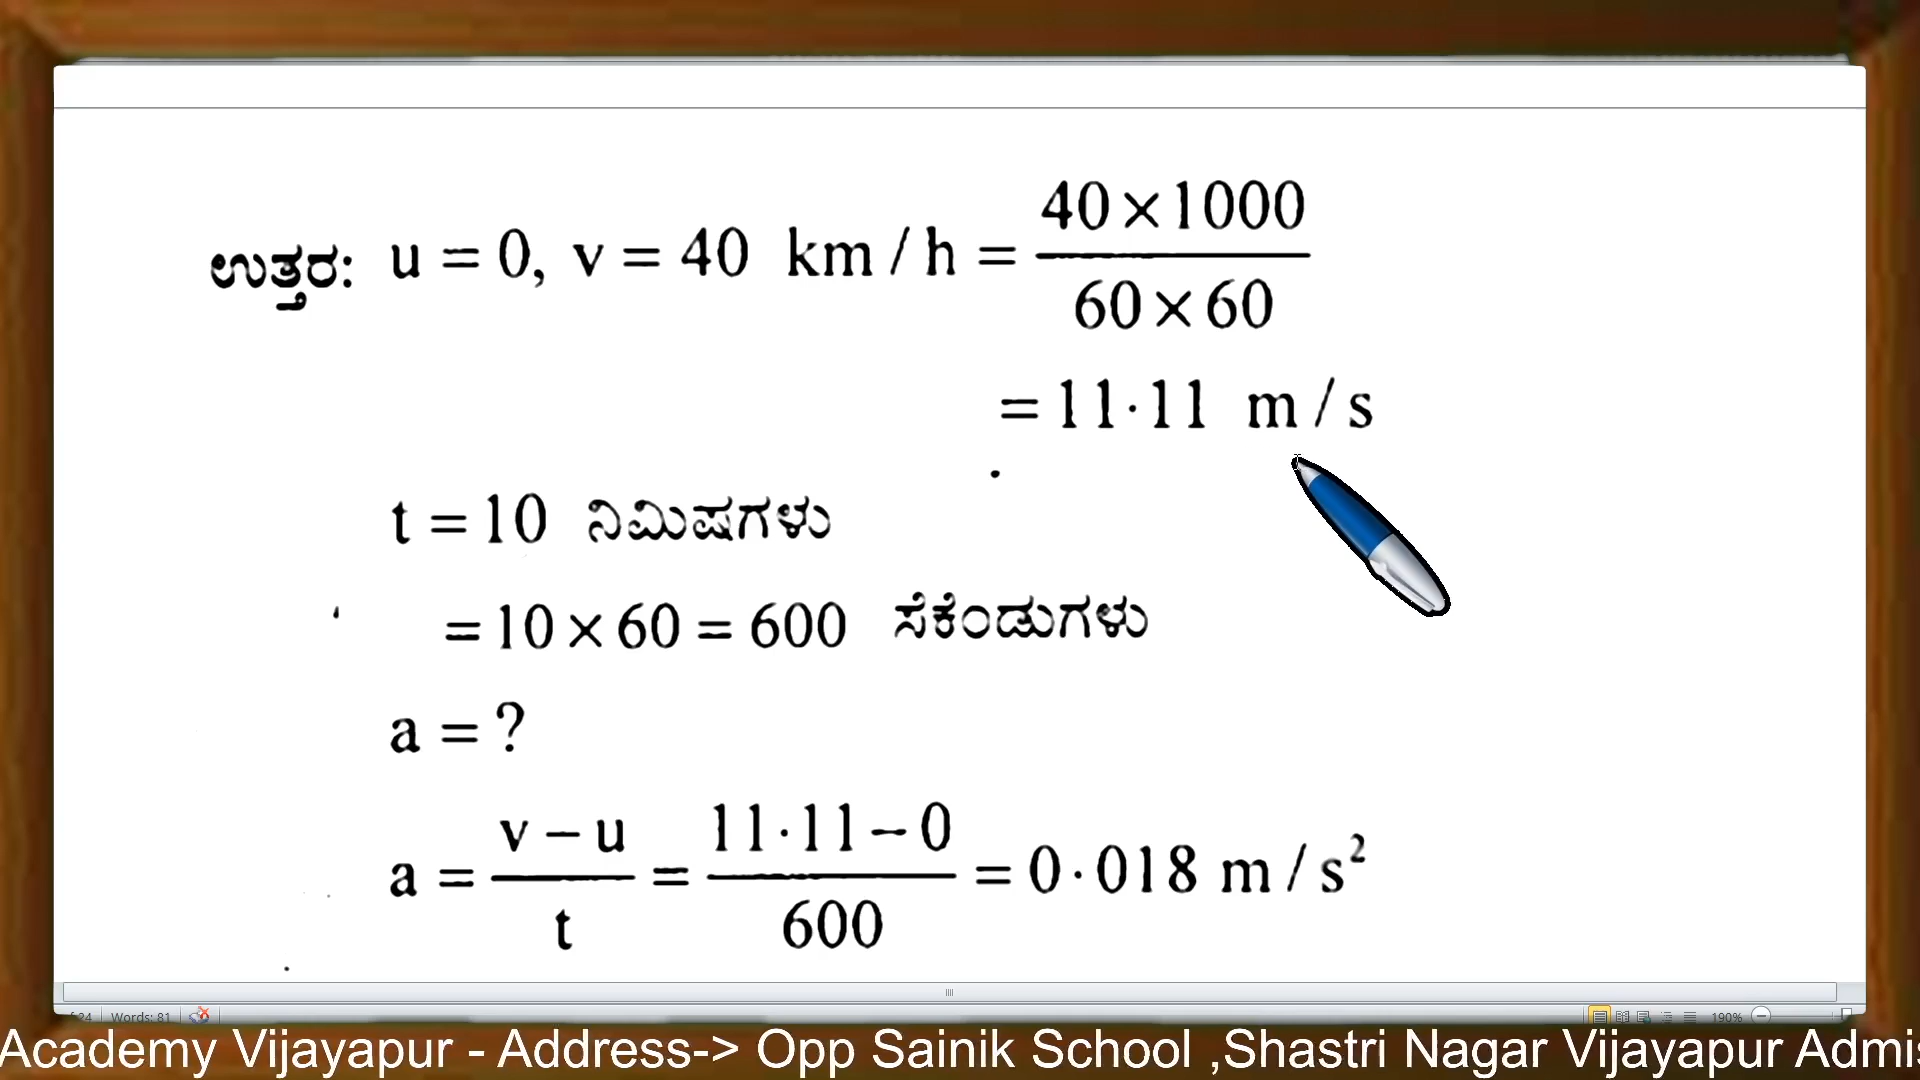 ಉತ್ತರ: u = 0, v = 40 km / h = 40 × 1000 / 60 × 60
= 11·11 m / s
t = 10 ನಿಮಿಷಗಳು
= 10 × 60 = 600 ಸೆಕೆಂಡುಗಳು
a = ?
a = v – u / t = 11·11 – 0 / 600 = 0·018 m / s²
Words: 81 190%
Academy Vijayapur - Address-> Opp Sainik School ,Shastri Nagar Vijayapur